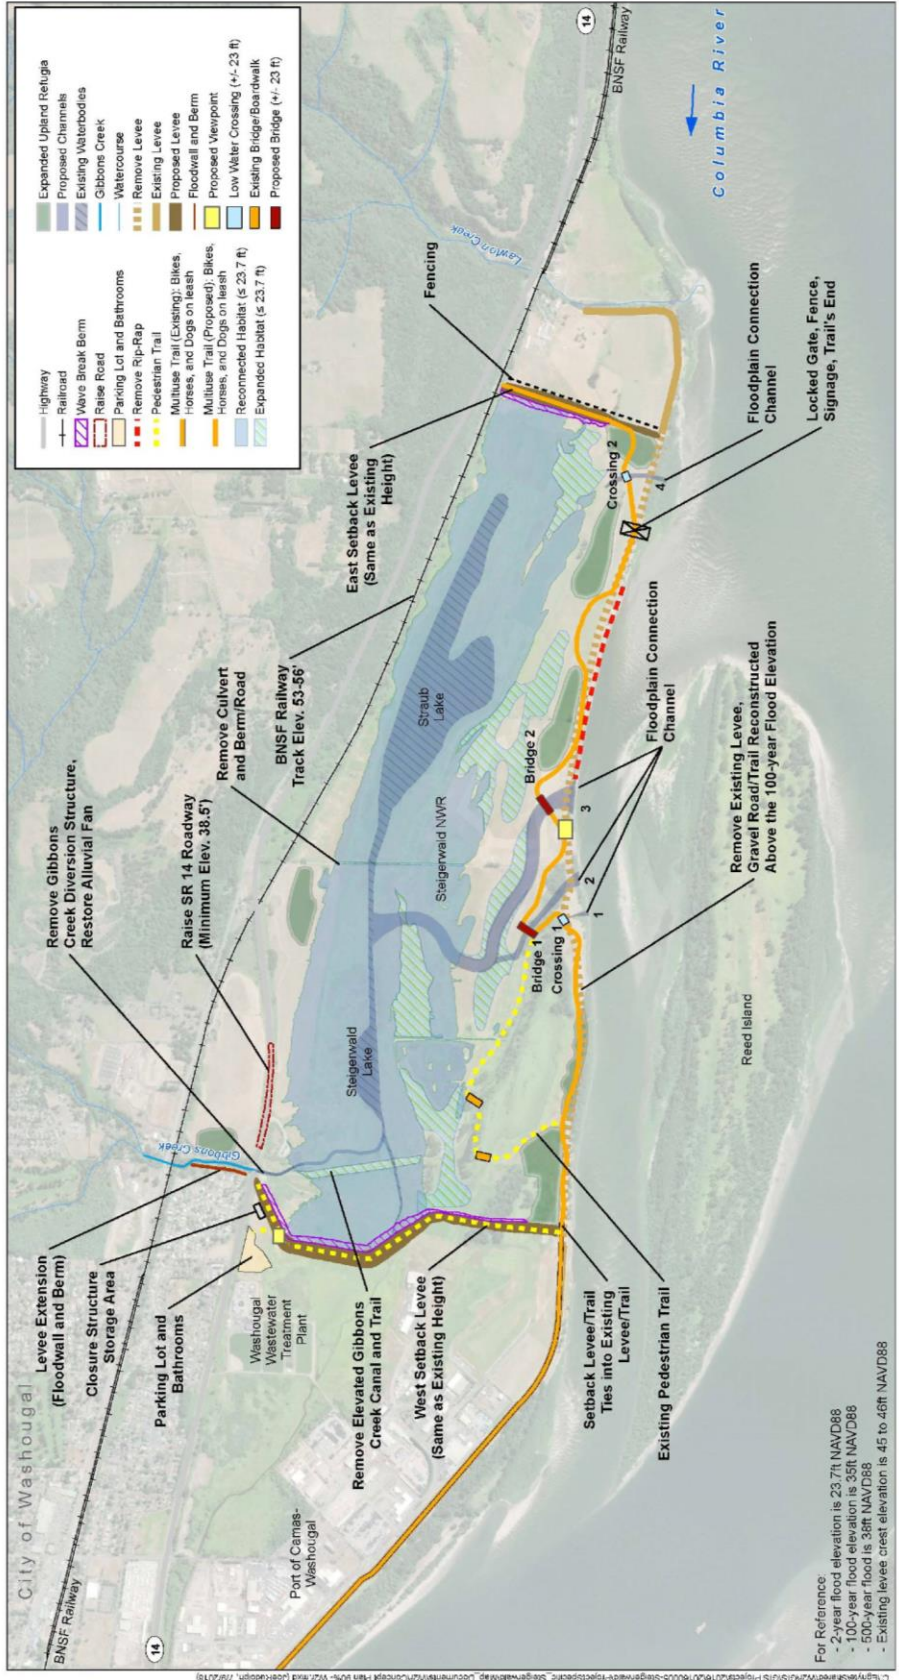 City of Washougal
BNSF Railway
14
Port of Camas-
Washougal
Levee Extension
(Floodwall and Berm)
Closure Structure
Storage Area
Parking Lot and
Bathrooms
Washougal
Wastewater
Treatment
Plant
Remove Elevated Gibbons
Creek Canal and Trail
West Setback Levee
(Same as Existing Height)
Setback Levee/Trail
Ties into Existing
Levee/Trail
Existing Pedestrian Trail
Gibbons Creek
Remove Gibbons
Creek Diversion Structure,
Restore Alluvial Fan
Raise SR 14 Roadway
(Minimum Elev. 38.5')
Remove Culvert
and Berm/Road
BNSF Railway
Track Elev. 53-56'
East Setback Levee
(Same as Existing
Height)
Fencing
Steigerwald
Lake
Steigerwald NWR
Straub
Lake
Bridge 1
Crossing 1
Bridge 2
Crossing 2
1
2
3
4
Floodplain Connection
Channel
Floodplain Connection
Channel
Locked Gate, Fence,
Signage, Trail's End
Remove Existing Levee,
Gravel Road/Trail Reconstructed
Above the 100-year Flood Elevation
Reed Island
Lawton Creek
14
BNSF Railway
Columbia River
Highway
Railroad
Wave Break Berm
Raise Road
Parking Lot and Bathrooms
Remove Rip-Rap
Pedestrian Trail
Multiuse Trail (Existing): Bikes,
Horses, and Dogs on leash
Multiuse Trail (Proposed): Bikes,
Horses, and Dogs on leash
Reconnected Habitat (≤ 23.7 ft)
Expanded Habitat (≤ 23.7 ft)
Expanded Upland Refugia
Proposed Channels
Existing Waterbodies
Gibbons Creek
Watercourse
Remove Levee
Existing Levee
Proposed Levee
Floodwall and Berm
Proposed Viewpoint
Low Water Crossing (+/- 23 ft)
Existing Bridge/Boardwalk
Proposed Bridge (+/- 23 ft)
For Reference:
- 2-year flood elevation is 23.7ft NAVD88
- 100-year flood elevation is 35ft NAVD88
- 500-year flood is 38ft NAVD88
- Existing levee crest elevation is 45 to 46ft NAVD88